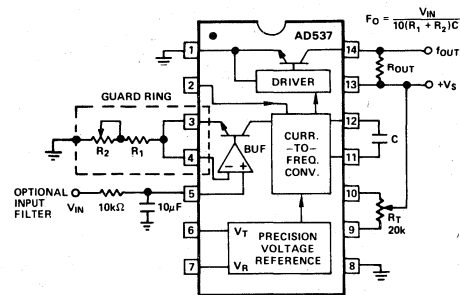 AD537
F_O = V_IN / 10(R_1 + R_2)C
1
14
f_OUT
R_OUT
DRIVER
2
13
+V_S
GUARD RING
3
12
CURR.
–TO–
FREQ.
CONV.
C
R_2
R_1
BUF
4
11
– +
OPTIONAL
INPUT
FILTER
V_IN
10kΩ
10µF
5
10
R_T
20k
6
V_T
PRECISION
VOLTAGE
REFERENCE
9
7
V_R
8